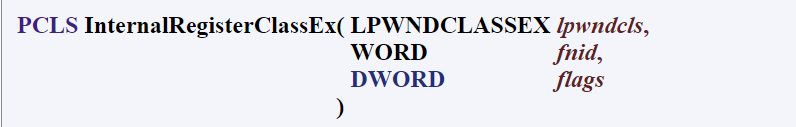 PCLS InternalRegisterClassEx( LPWNDCLASSEX lpwndcls,
WORD fnid,
DWORD flags
)